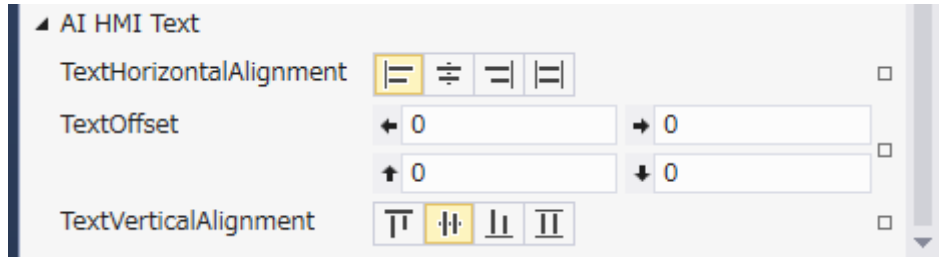 AI HMI Text
TextHorizontalAlignment
TextOffset 0 0
0 0
TextVerticalAlignment